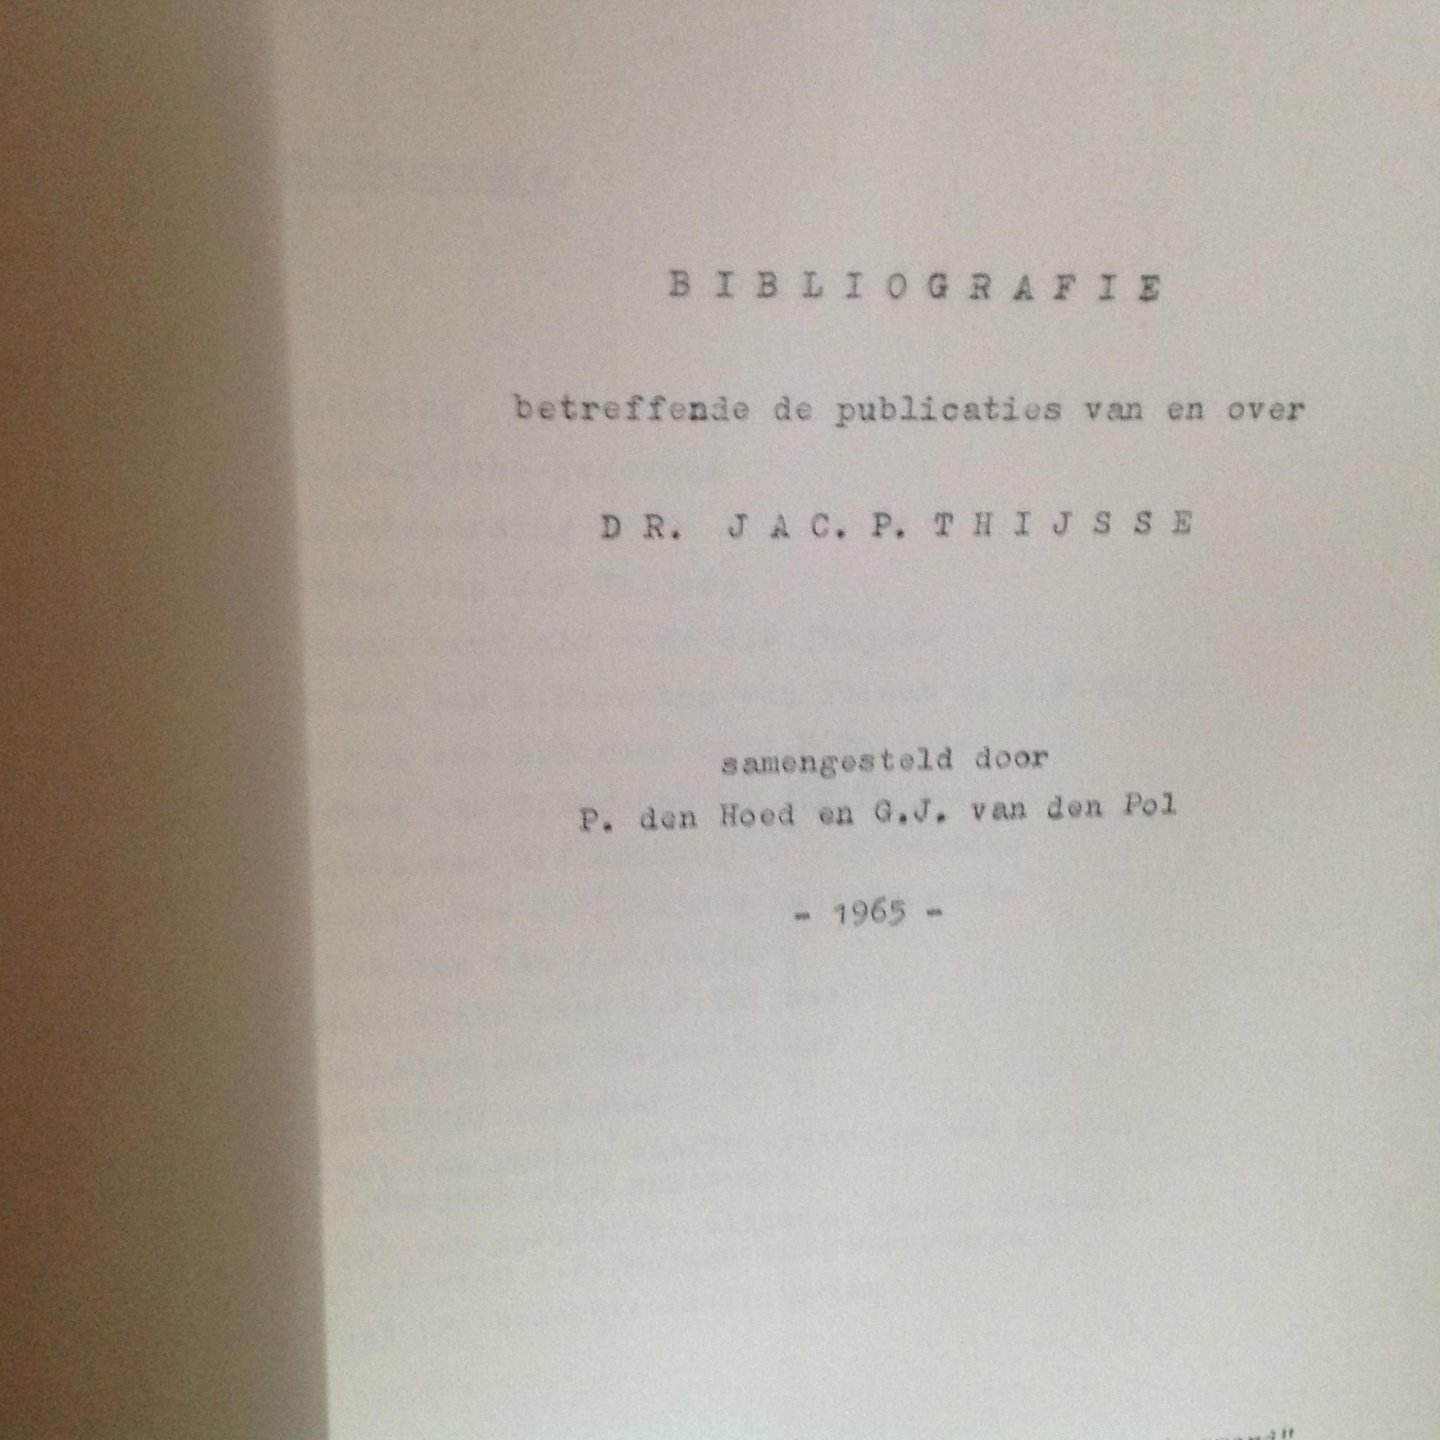 B I B L I O G R A F I E
betreffende de publicaties van en over
D R. J A C. P. T H I J S S E
samengesteld door
P. den Hoed en G.J. van den Pol
- 1965 -